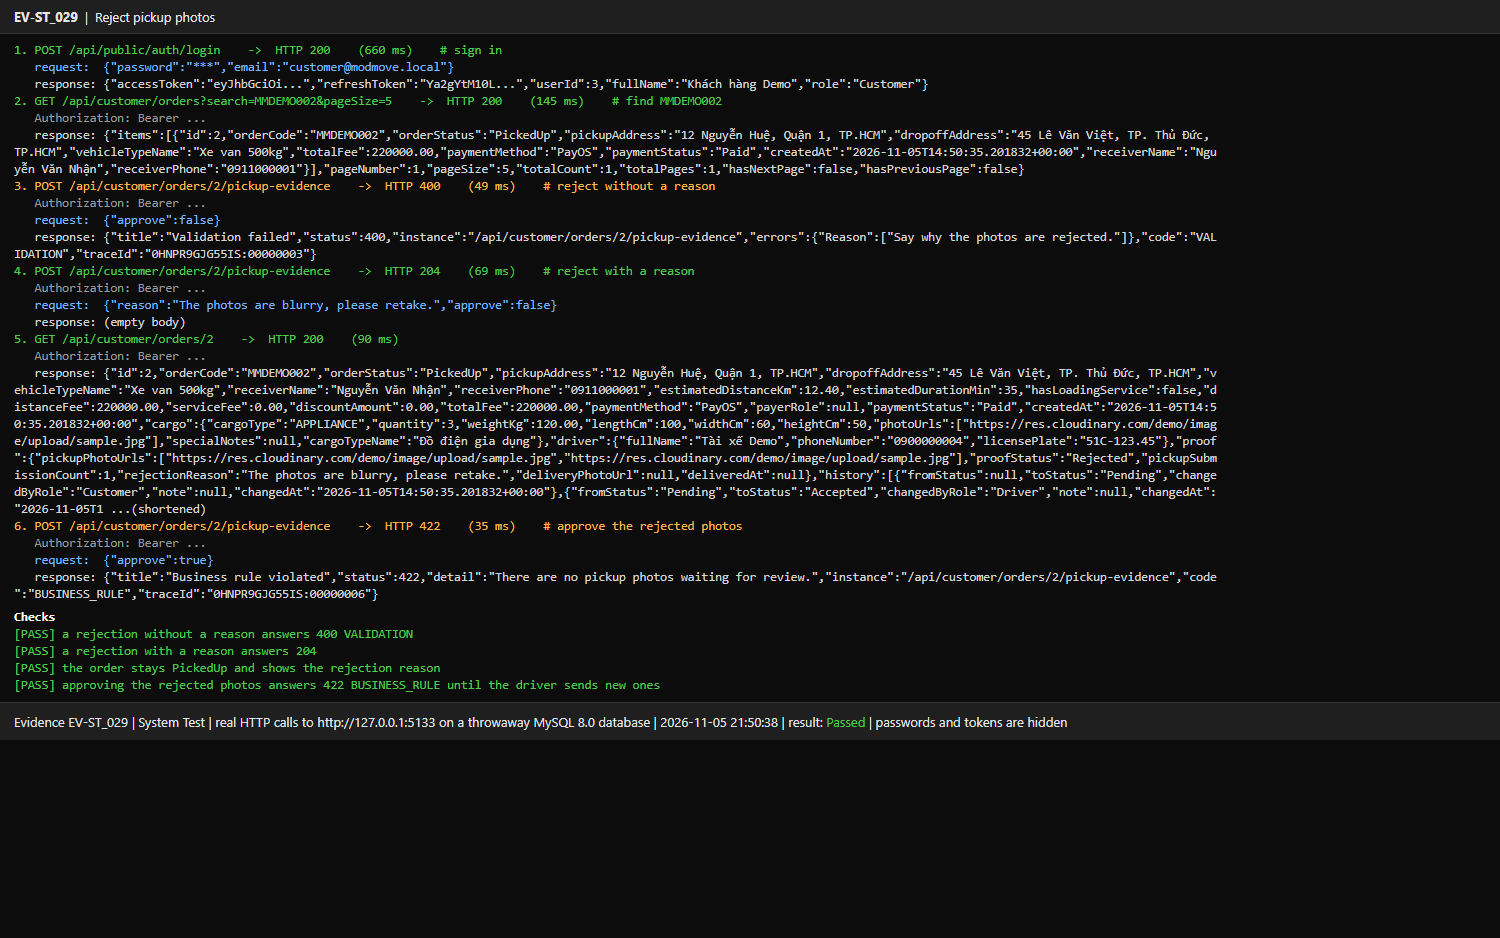 EV-ST_029 | Reject pickup photos
1. POST /api/public/auth/login -> HTTP 200 (660 ms) # sign in
request: {"password":"***","email":"customer@modmove.local"}
response: {"accessToken":"eyJhbGciOi...","refreshToken":"Ya2gYtM10L...","userId":3,"fullName":"Khách hàng Demo","role":"Customer"}
2. GET /api/customer/orders?search=MMDEMO002&pageSize=5 -> HTTP 200 (145 ms) # find MMDEMO002
Authorization: Bearer ...
response: {"items":[{"id":2,"orderCode":"MMDEMO002","orderStatus":"PickedUp","pickupAddress":"12 Nguyễn Huệ, Quận 1, TP.HCM","dropoffAddress":"45 Lê Văn Việt, TP. Thủ Đức,
TP.HCM","vehicleTypeName":"Xe van 500kg","totalFee":220000.00,"paymentMethod":"PayOS","paymentStatus":"Paid","createdAt":"2026-11-05T14:50:35.201832+00:00","receiverName":"Ngu
yễn Văn Nhận","receiverPhone":"0911000001"}],"pageNumber":1,"pageSize":5,"totalCount":1,"totalPages":1,"hasNextPage":false,"hasPreviousPage":false}
3. POST /api/customer/orders/2/pickup-evidence -> HTTP 400 (49 ms) # reject without a reason
Authorization: Bearer ...
request: {"approve":false}
response: {"title":"Validation failed","status":400,"instance":"/api/customer/orders/2/pickup-evidence","errors":{"Reason":["Say why the photos are rejected."]},"code":"VAL
IDATION","traceId":"0HNPR9GJG55IS:00000003"}
4. POST /api/customer/orders/2/pickup-evidence -> HTTP 204 (69 ms) # reject with a reason
Authorization: Bearer ...
request: {"reason":"The photos are blurry, please retake.","approve":false}
response: (empty body)
5. GET /api/customer/orders/2 -> HTTP 200 (90 ms)
Authorization: Bearer ...
response: {"id":2,"orderCode":"MMDEMO002","orderStatus":"PickedUp","pickupAddress":"12 Nguyễn Huệ, Quận 1, TP.HCM","dropoffAddress":"45 Lê Văn Việt, TP. Thủ Đức, TP.HCM","v
ehicleTypeName":"Xe van 500kg","receiverName":"Nguyễn Văn Nhận","receiverPhone":"0911000001","estimatedDistanceKm":12.40,"estimatedDurationMin":35,"hasLoadingService":false,"d
istanceFee":220000.00,"serviceFee":0.00,"discountAmount":0.00,"totalFee":220000.00,"paymentMethod":"PayOS","payerRole":null,"paymentStatus":"Paid","createdAt":"2026-11-05T14:5
0:35.201832+00:00","cargo":{"cargoType":"APPLIANCE","quantity":3,"weightKg":120.00,"lengthCm":100,"widthCm":60,"heightCm":50,"photoUrls":["https://res.cloudinary.com/demo/imag
e/upload/sample.jpg"],"specialNotes":null,"cargoTypeName":"Đồ điện gia dụng"},"driver":{"fullName":"Tài xế Demo","phoneNumber":"0900000004","licensePlate":"51C-123.45"},"proof
":{"pickupPhotoUrls":["https://res.cloudinary.com/demo/image/upload/sample.jpg","https://res.cloudinary.com/demo/image/upload/sample.jpg"],"proofStatus":"Rejected","pickupSubm
issionCount":1,"rejectionReason":"The photos are blurry, please retake.","deliveryPhotoUrl":null,"deliveredAt":null},"history":[{"fromStatus":null,"toStatus":"Pending","change
dByRole":"Customer","note":null,"changedAt":"2026-11-05T14:50:35.201832+00:00"},{"fromStatus":"Pending","toStatus":"Accepted","changedByRole":"Driver","note":null,"changedAt":
"2026-11-05T1 ...(shortened)
6. POST /api/customer/orders/2/pickup-evidence -> HTTP 422 (35 ms) # approve the rejected photos
Authorization: Bearer ...
request: {"approve":true}
response: {"title":"Business rule violated","status":422,"detail":"There are no pickup photos waiting for review.","instance":"/api/customer/orders/2/pickup-evidence","code
":"BUSINESS_RULE","traceId":"0HNPR9GJG55IS:00000006"}
Checks
[PASS] a rejection without a reason answers 400 VALIDATION
[PASS] a rejection with a reason answers 204
[PASS] the order stays PickedUp and shows the rejection reason
[PASS] approving the rejected photos answers 422 BUSINESS_RULE until the driver sends new ones
Evidence EV-ST_029 | System Test | real HTTP calls to http://127.0.0.1:5133 on a throwaway MySQL 8.0 database | 2026-11-05 21:50:38 | result: Passed | passwords and tokens are hidden